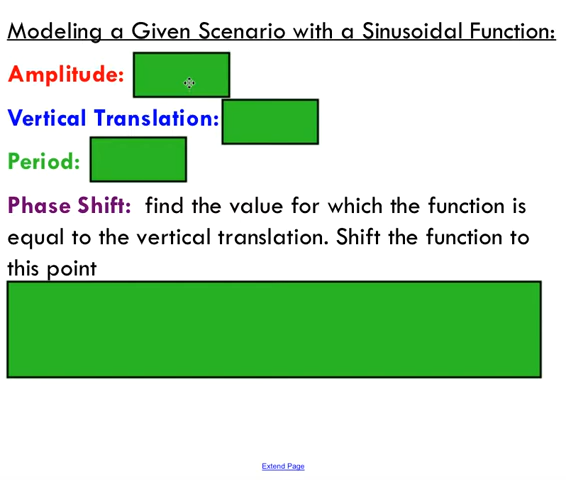 Modeling a Given Scenario with a Sinusoidal Function:
Amplitude:
Vertical Translation:
Period:
Phase Shift: find the value for which the function is
equal to the vertical translation. Shift the function to
this point
Extend Page